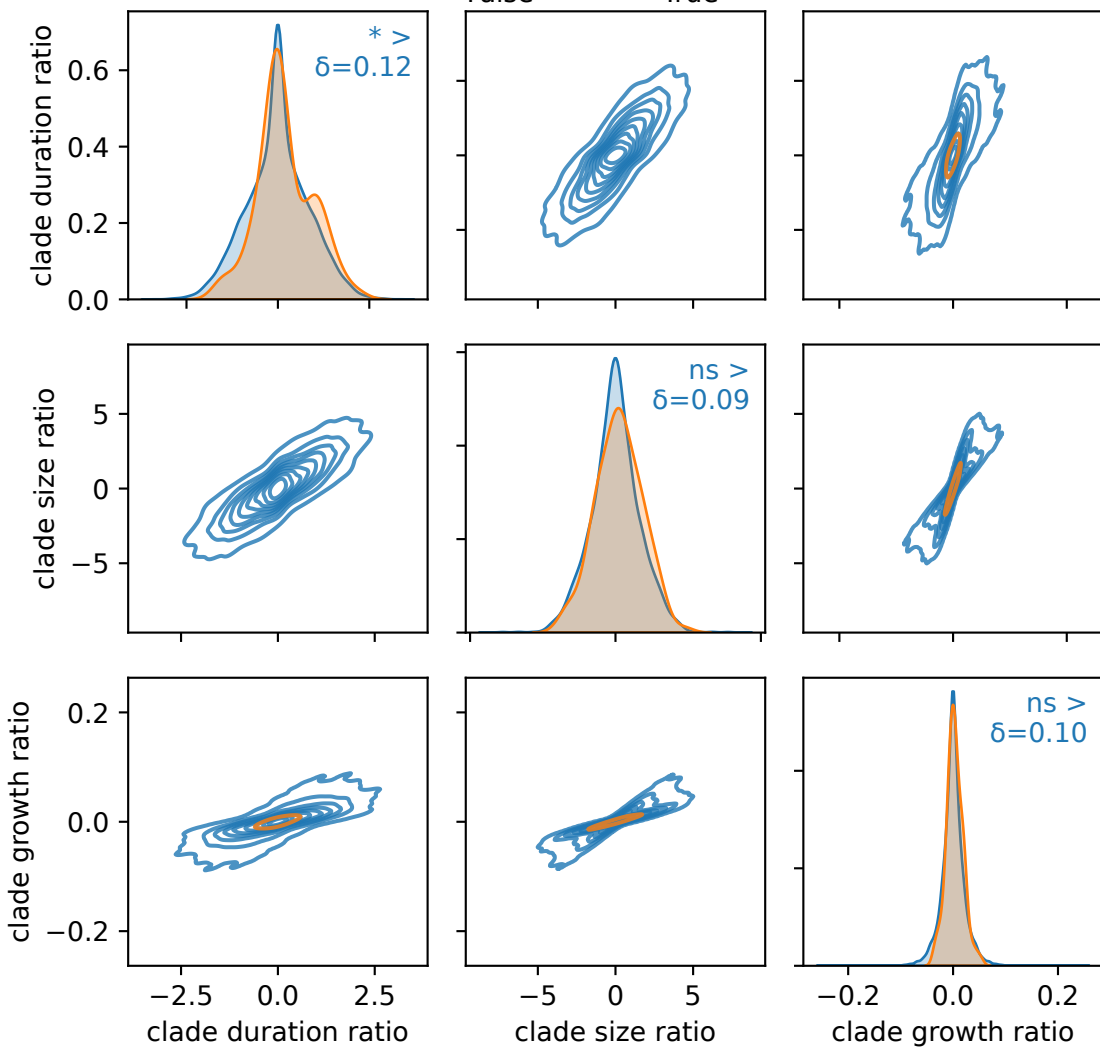 True
* >
δ=0.12
clade duration ratio
0.6
0.4
0.2
0.0
ns >
δ=0.09
clade size ratio
5
0
−5
ns >
δ=0.10
clade growth ratio
0.2
0.0
−0.2
−2.5 0.0 2.5
−5 0 5
−0.2 0.0 0.2
clade duration ratio
clade size ratio
clade growth ratio